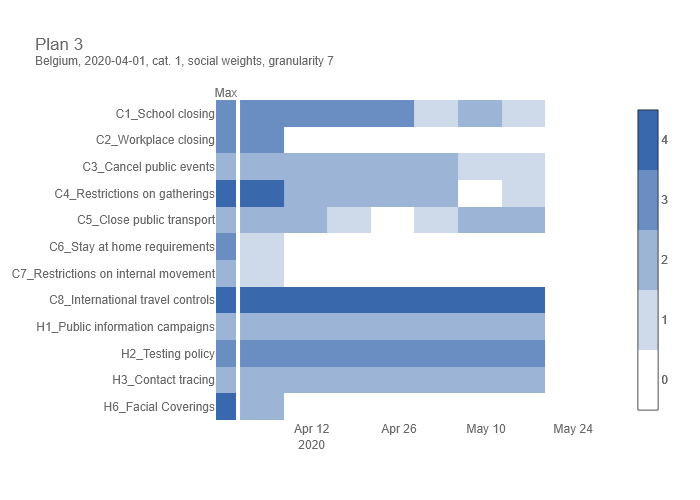 Plan 3
Belgium, 2020-04-01, cat. 1, social weights, granularity 7
Max
C1_School closing
C2_Workplace closing
C3_Cancel public events
C4_Restrictions on gatherings
C5_Close public transport
C6_Stay at home requirements
C7_Restrictions on internal movement
C8_International travel controls
H1_Public information campaigns
H2_Testing policy
H3_Contact tracing
H6_Facial Coverings
Apr 12
2020
Apr 26
May 10
May 24
4
3
2
1
0